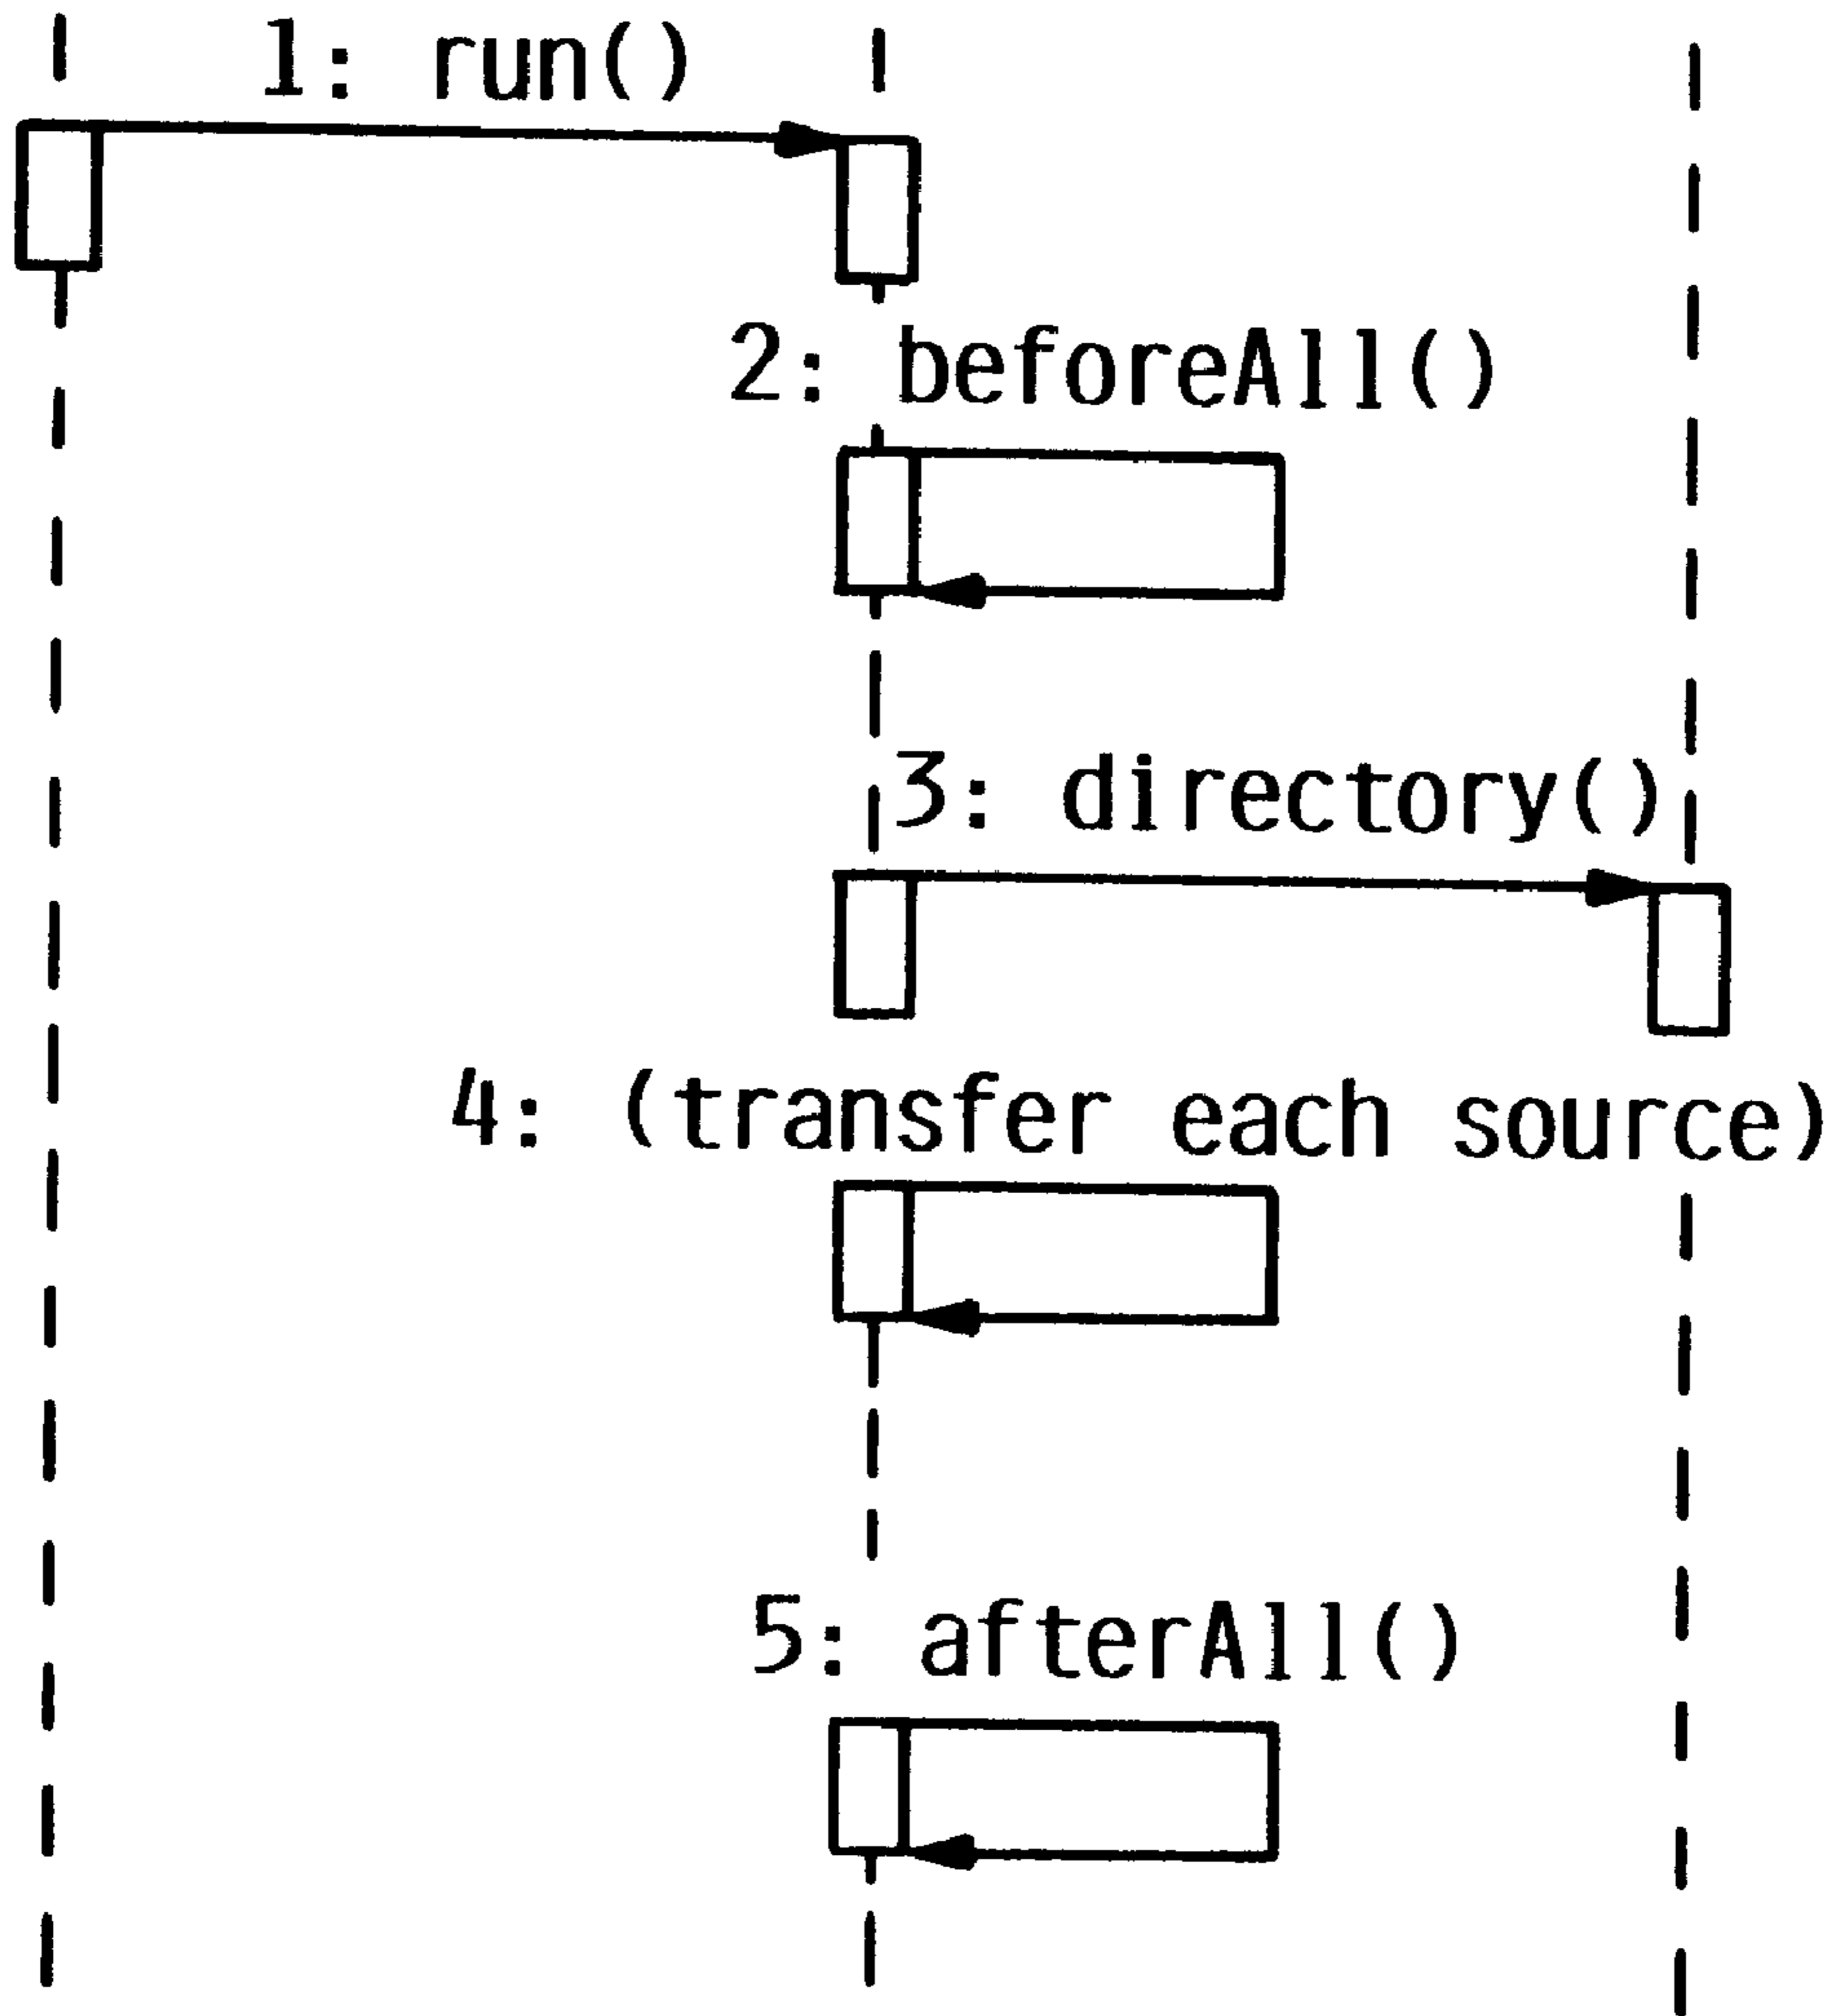 1: run()
2: beforeAll()
3: directory()
4: (transfer each source)
5: afterAll()